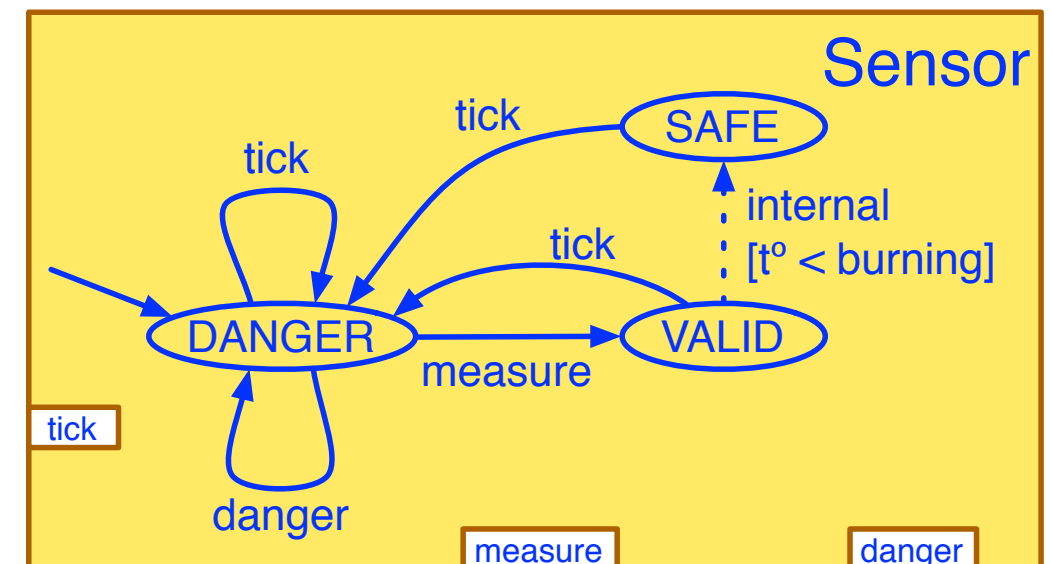 Sensor
tick
SAFE
tick
internal
tick
[tº < burning]
DANGER
VALID
measure
tick
danger
measure
danger